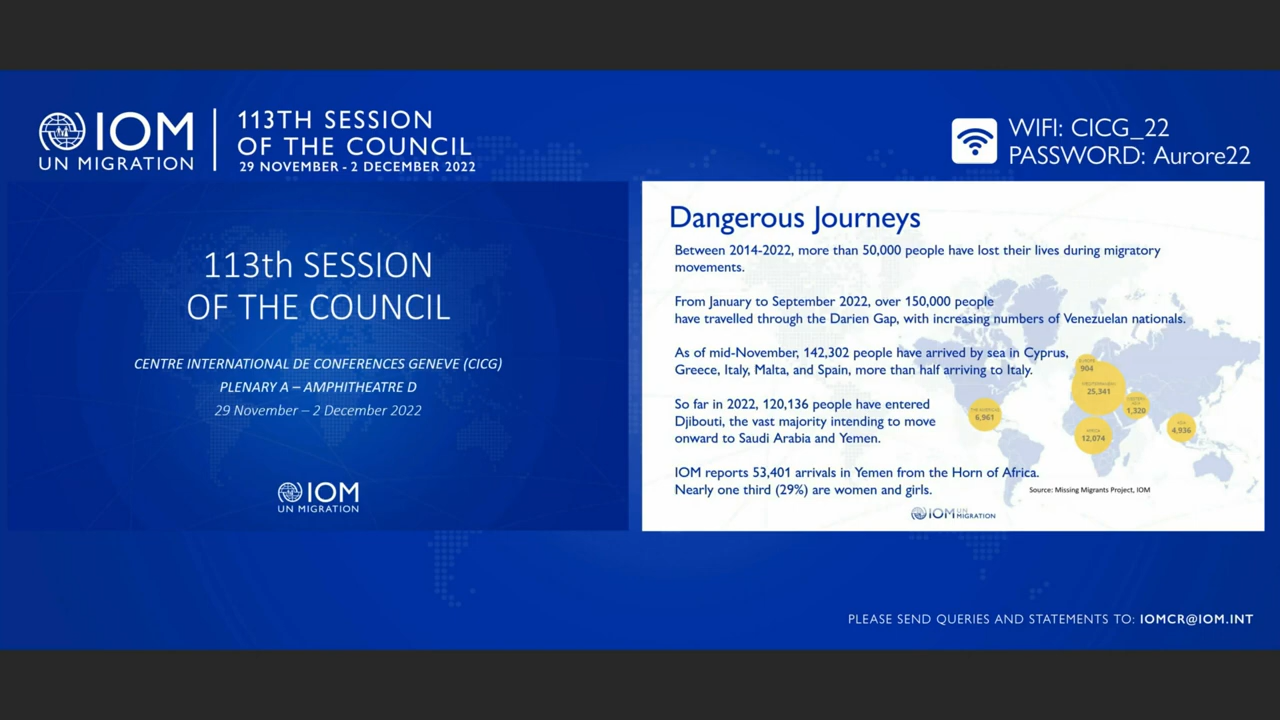 IOM
UN MIGRATION
113TH SESSION
OF THE COUNCIL
29 NOVEMBER - 2 DECEMBER 2022
WIFI: CICG_22
PASSWORD: Aurore22
113th SESSION
OF THE COUNCIL
CENTRE INTERNATIONAL DE CONFERENCES GENEVE (CICG)
PLENARY A – AMPHITHEATRE D
29 November – 2 December 2022
IOM
UN MIGRATION
Dangerous Journeys
Between 2014-2022, more than 50,000 people have lost their lives during migratory
movements.
From January to September 2022, over 150,000 people
have travelled through the Darien Gap, with increasing numbers of Venezuelan nationals.
As of mid-November, 142,302 people have arrived by sea in Cyprus,
Greece, Italy, Malta, and Spain, more than half arriving to Italy.
So far in 2022, 120,136 people have entered
Djibouti, the vast majority intending to move
onward to Saudi Arabia and Yemen.
IOM reports 53,401 arrivals in Yemen from the Horn of Africa.
Nearly one third (29%) are women and girls.
EUROPE
904
MEDITERRANEAN
25,341
1,320
THE AMERICAS
6,961
AFRICA
12,074
ASIA
4,936
Source: Missing Migrants Project, IOM
IOM UN MIGRATION
PLEASE SEND QUERIES AND STATEMENTS TO: IOMCR@IOM.INT